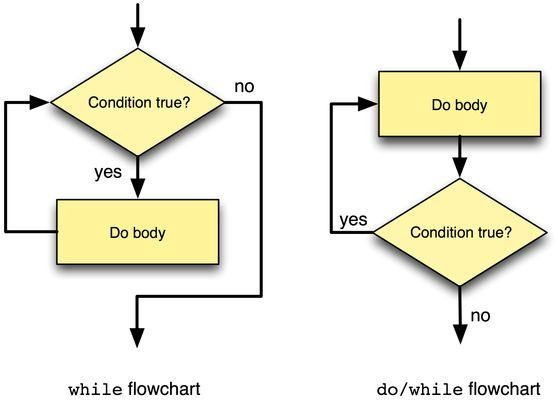 Condition true?
no
yes
Do body
while flowchart
Do body
yes
Condition true?
no
do/while flowchart